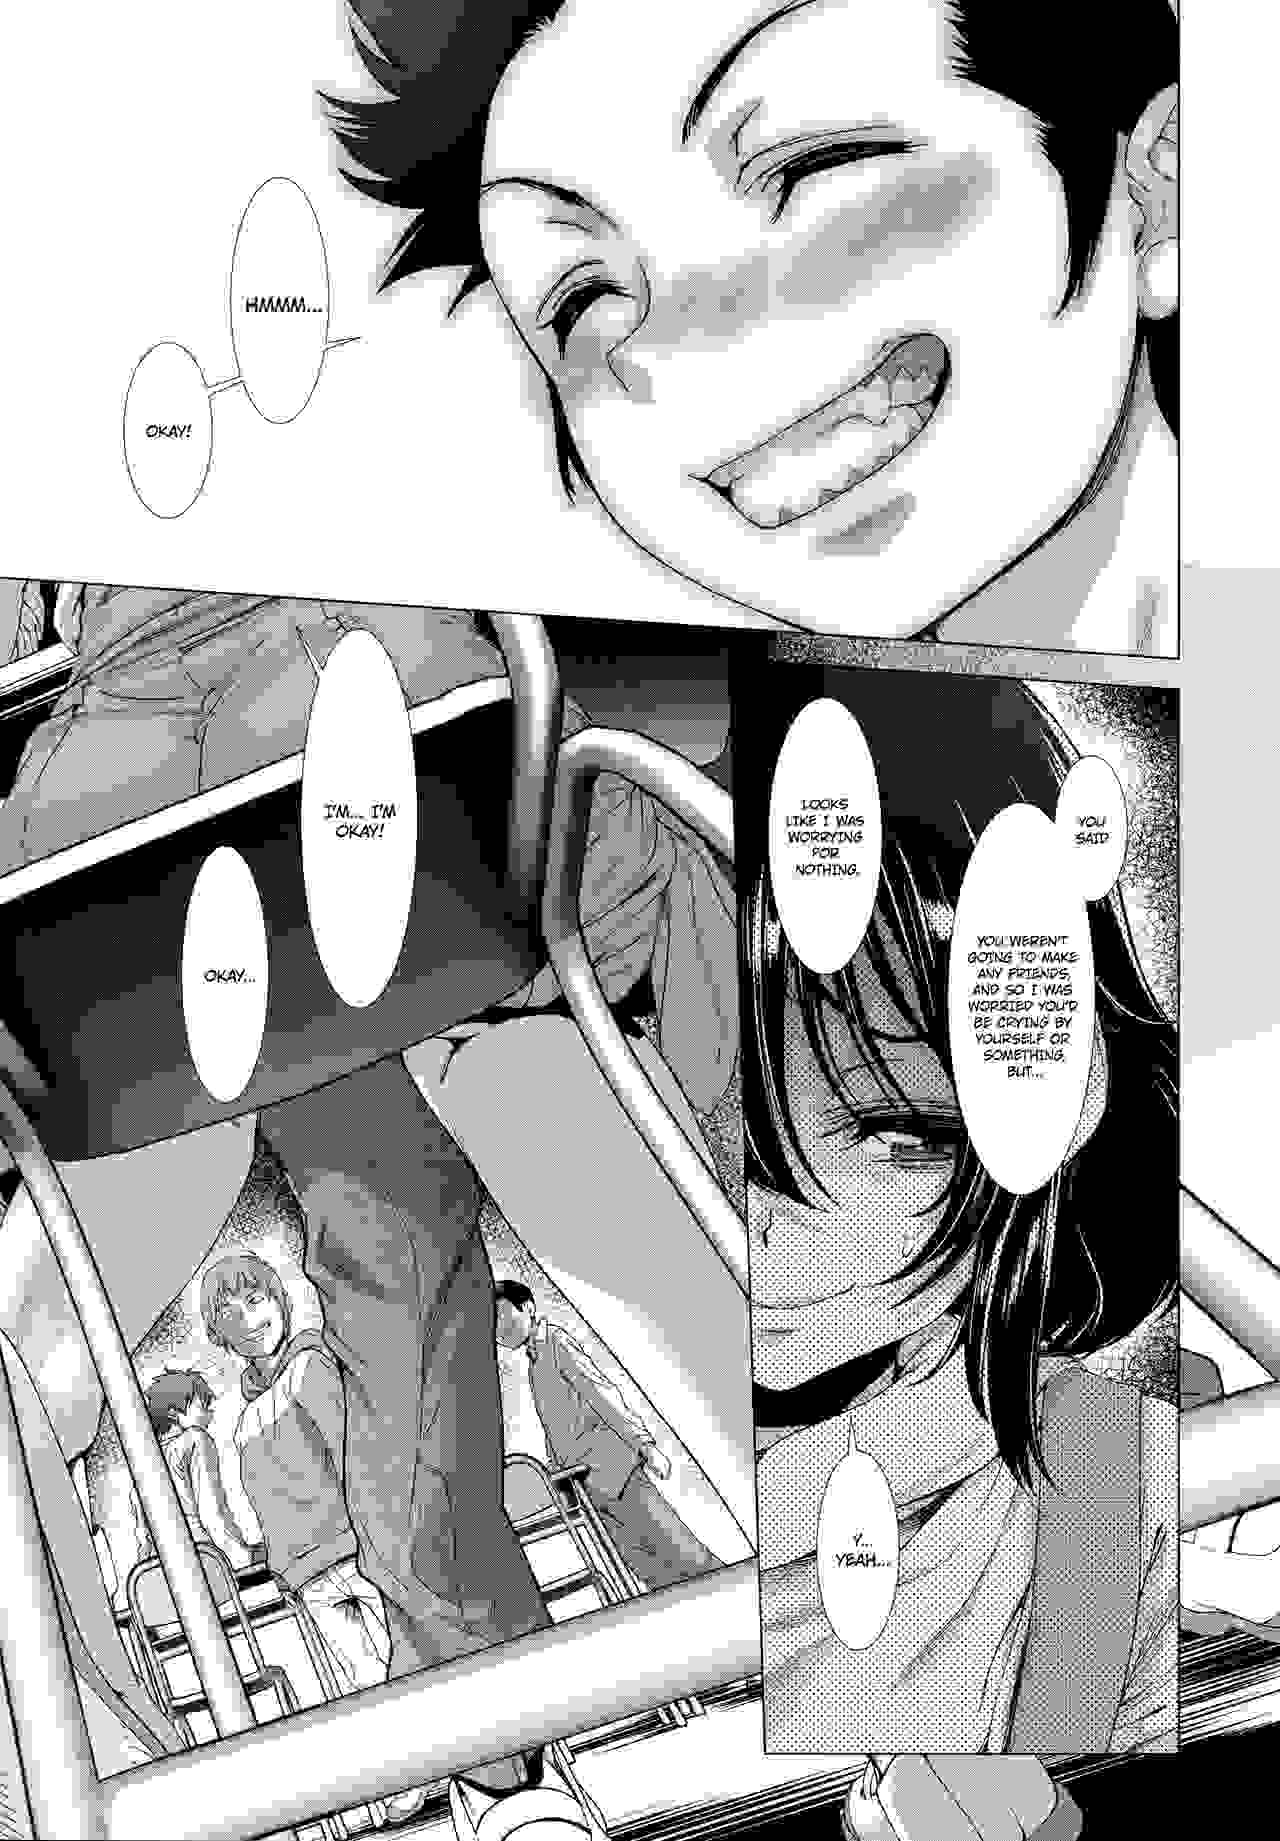 HMMM...
OKAY!
YOU
SAID
YOU WEREN'T
GOING TO MAKE
ANY FRIENDS,
AND SO I WAS
WORRIED YOU'D
BE CRYING BY
YOURSELF OR
SOMETHING,
BUT...
LOOKS
LIKE I WAS
WORRYING
FOR
NOTHING.
Y...
YEAH...
I'M... I'M
OKAY!
OKAY...